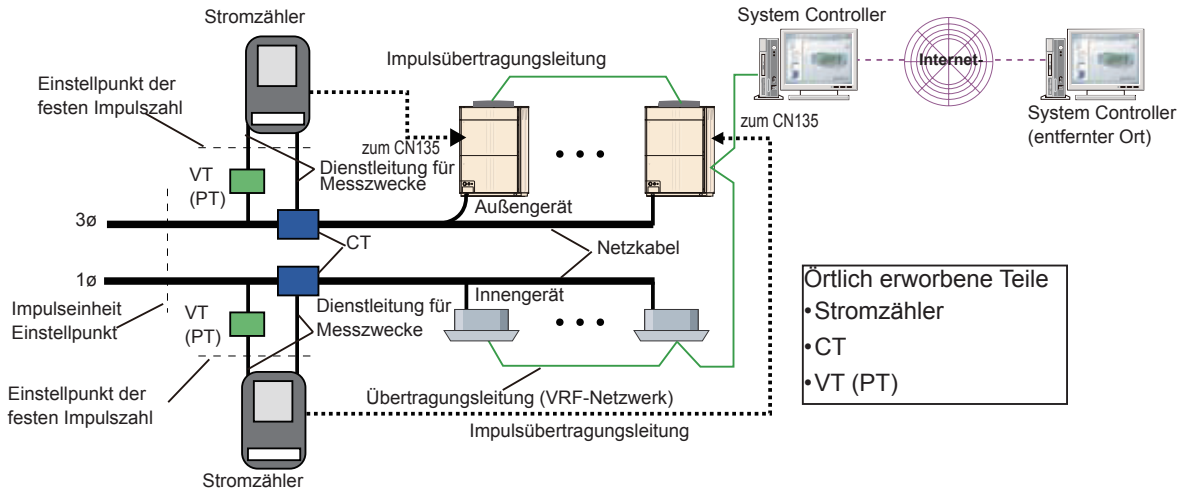 Stromzähler
System Controller
Einstellpunkt der
festen Impulszahl
Impulsübertragungsleitung
Internet-
System Controller
(entfernter Ort)
zum CN135
zum CN135
VT
(PT)
Dienstleitung für
Messzwecke
Außengerät
3ø
CT
Netzkabel
1ø
Impulseinheit
Einstellpunkt
VT
(PT)
Dienstleitung für
Messzwecke
Innengerät
Örtlich erworbene Teile
•Stromzähler
•CT
•VT (PT)
Einstellpunkt der
festen Impulszahl
Übertragungsleitung (VRF-Netzwerk)
Impulsübertragungsleitung
Stromzähler